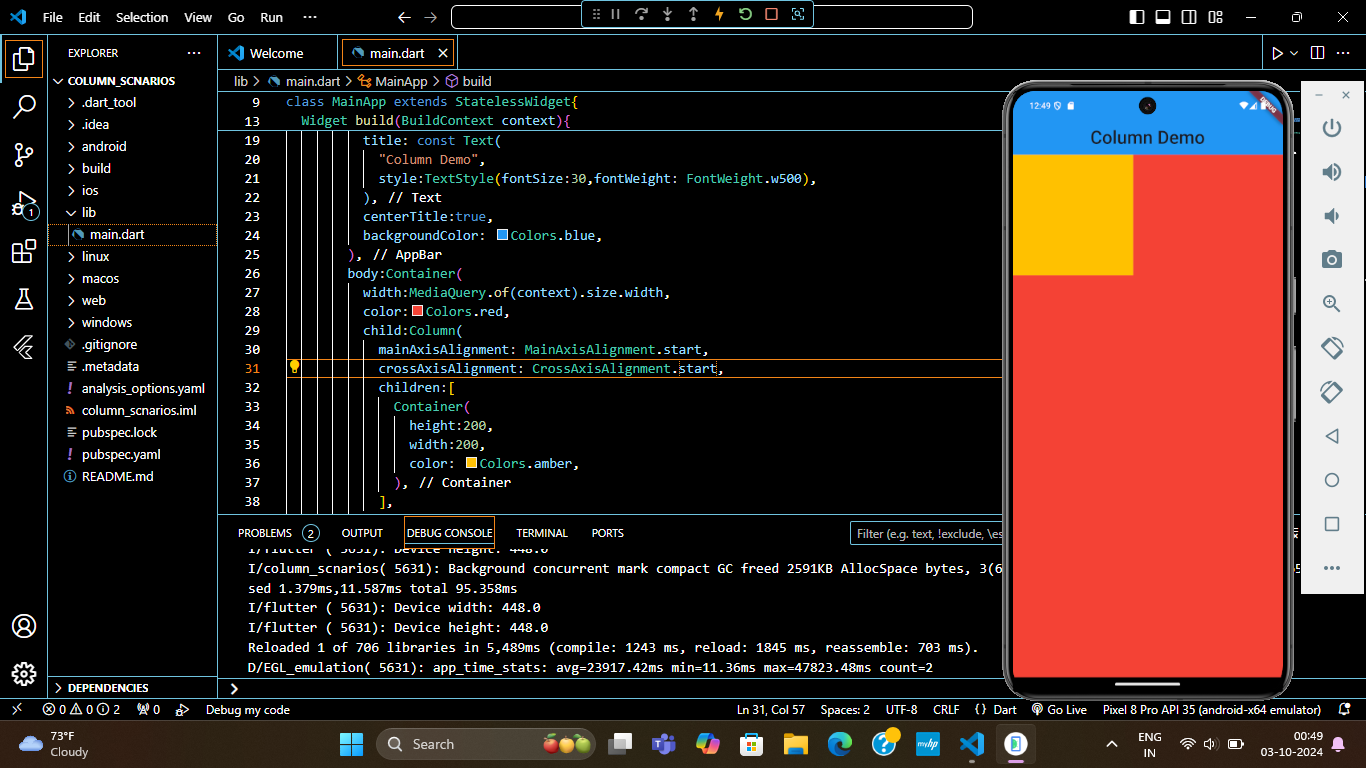 File Edit Selection View Go Run ···
EXPLORER ···
Welcome
main.dart
COLUMN_SCNARIOS
.dart_tool
.idea
android
build
ios
lib
main.dart
linux
macos
web
windows
.gitignore
.metadata
analysis_options.yaml
column_scnarios.iml
pubspec.lock
pubspec.yaml
README.md
DEPENDENCIES
1
lib > main.dart > MainApp > build
9 class MainApp extends StatelessWidget{
13 Widget build(BuildContext context){
19 title: const Text(
20 "Column Demo",
21 style:TextStyle(fontSize:30,fontWeight: FontWeight.w500),
22 ), // Text
23 centerTitle:true,
24 backgroundColor: Colors.blue,
25 ), // AppBar
26 body:Container(
27 width:MediaQuery.of(context).size.width,
28 color:Colors.red,
29 child:Column(
30 mainAxisAlignment: MainAxisAlignment.start,
31 crossAxisAlignment: CrossAxisAlignment.start,
32 children:[
33 Container(
34 height:200,
35 width:200,
36 color: Colors.amber,
37 ), // Container
38 ],
PROBLEMS 2 OUTPUT DEBUG CONSOLE TERMINAL PORTS
Filter (e.g. text, !exclude, \es
I/flutter ( 5631): Device height: 448.0
I/column_scnarios( 5631): Background concurrent mark compact GC freed 2591KB AllocSpace bytes, 3(6
sed 1.379ms,11.587ms total 95.358ms
I/flutter ( 5631): Device width: 448.0
I/flutter ( 5631): Device height: 448.0
Reloaded 1 of 706 libraries in 5,489ms (compile: 1243 ms, reload: 1845 ms, reassemble: 703 ms).
D/EGL_emulation( 5631): app_time_stats: avg=23917.42ms min=11.36ms max=47823.48ms count=2
12:49
DEBUG
Column Demo
0 0 2 0 Debug my code
Ln 31, Col 57 Spaces: 2 UTF-8 CRLF {} Dart Go Live Pixel 8 Pro API 35 (android-x64 emulator)
73°F
Cloudy
Search
myhp
ENG
IN
00:49
03-10-2024